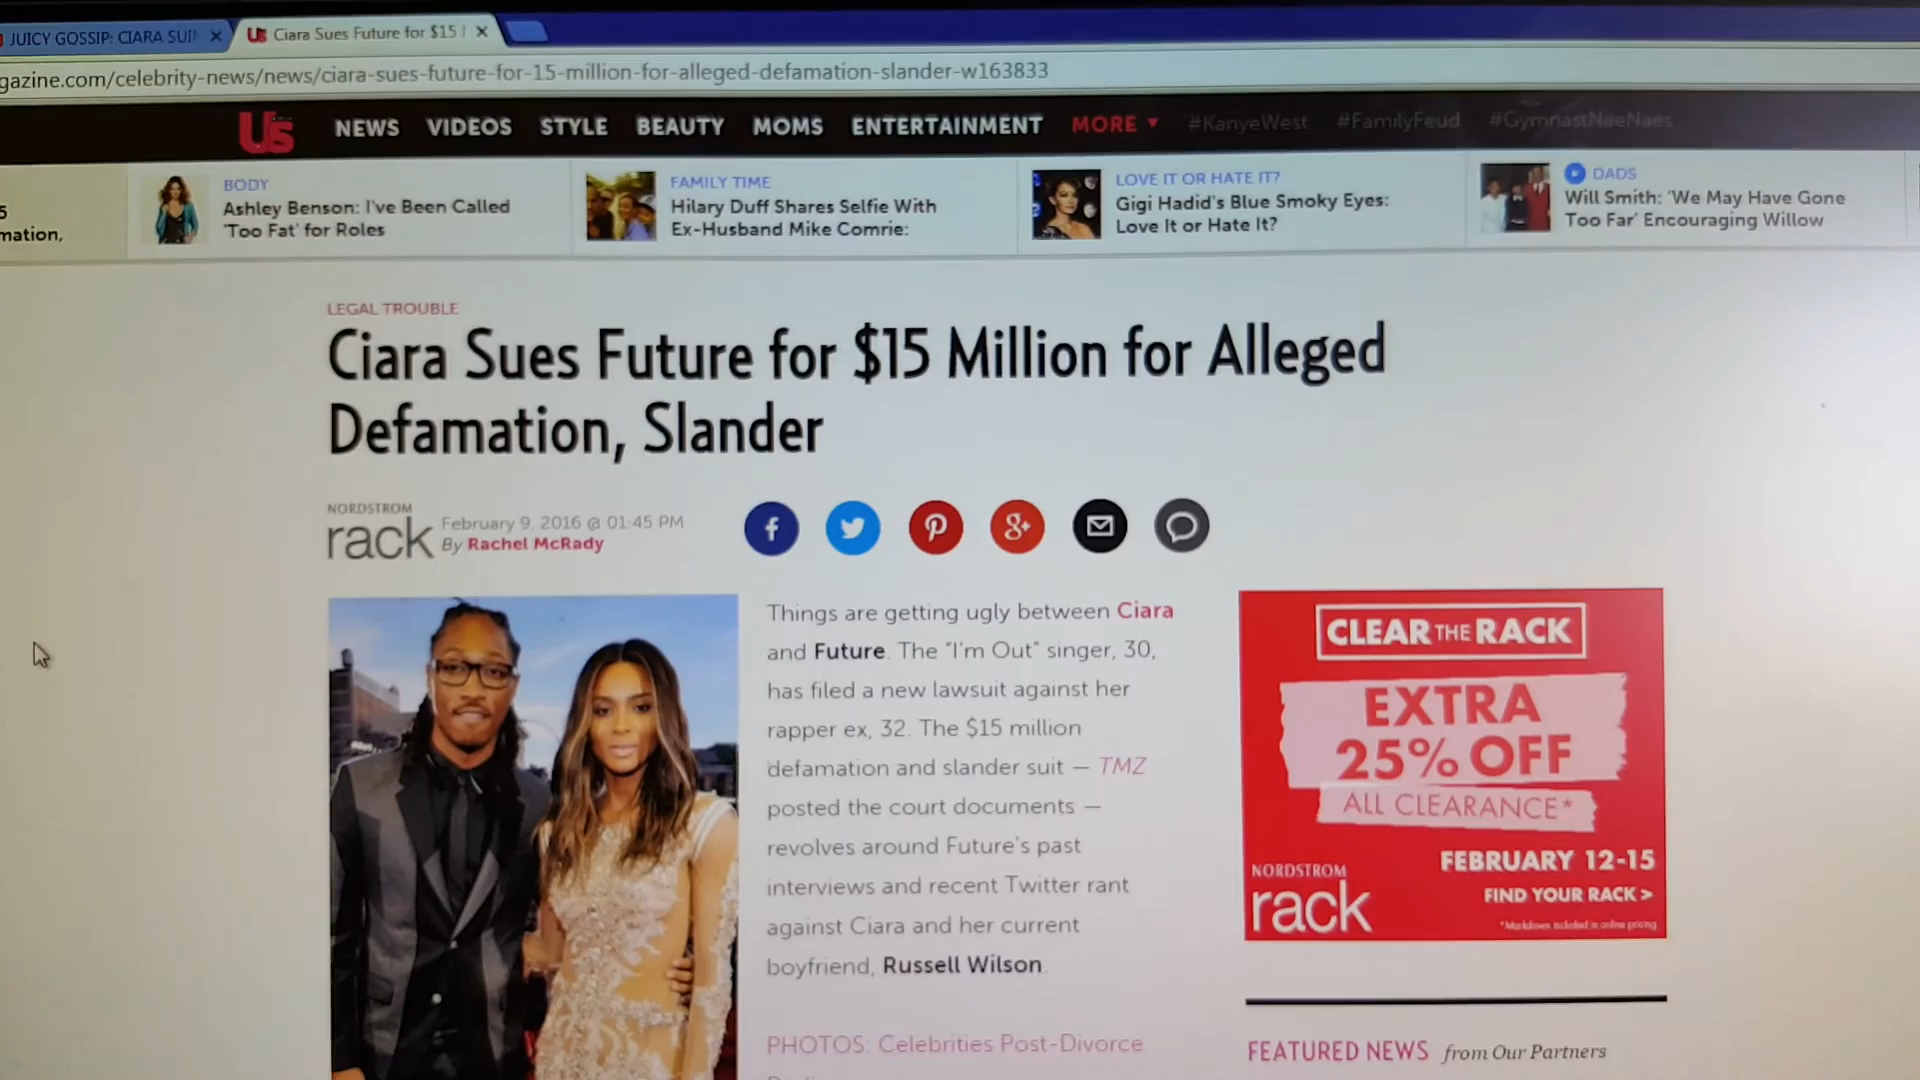 JUICY GOSSIP: CIARA SUI
Ciara Sues Future for $15
gazine.com/celebrity-news/news/ciara-sues-future-for-15-million-for-alleged-defamation-slander-w163833
Us NEWS VIDEOS STYLE BEAUTY MOMS ENTERTAINMENT MORE #KanyeWest #FamilyFeud #GymnastNaeNaes
5
mation,
BODY
Ashley Benson: I've Been Called
'Too Fat' for Roles
FAMILY TIME
Hilary Duff Shares Selfie With
Ex-Husband Mike Comrie:
LOVE IT OR HATE IT?
Gigi Hadid's Blue Smoky Eyes:
Love It or Hate It?
DADS
Will Smith: 'We May Have Gone
Too Far' Encouraging Willow
LEGAL TROUBLE
Ciara Sues Future for $15 Million for Alleged
Defamation, Slander
NORDSTROM
rack
February 9, 2016 @ 01:45 PM
By Rachel McRady
Things are getting ugly between Ciara
and Future. The "I'm Out" singer, 30,
has filed a new lawsuit against her
rapper ex, 32. The $15 million
defamation and slander suit — TMZ
posted the court documents —
revolves around Future's past
interviews and recent Twitter rant
against Ciara and her current
boyfriend, Russell Wilson.
PHOTOS: Celebrities Post-Divorce
CLEAR THE RACK
EXTRA
25% OFF
ALL CLEARANCE*
FEBRUARY 12-15
FIND YOUR RACK >
NORDSTROM
rack
*Markdown included in online pricing
FEATURED NEWS from Our Partners